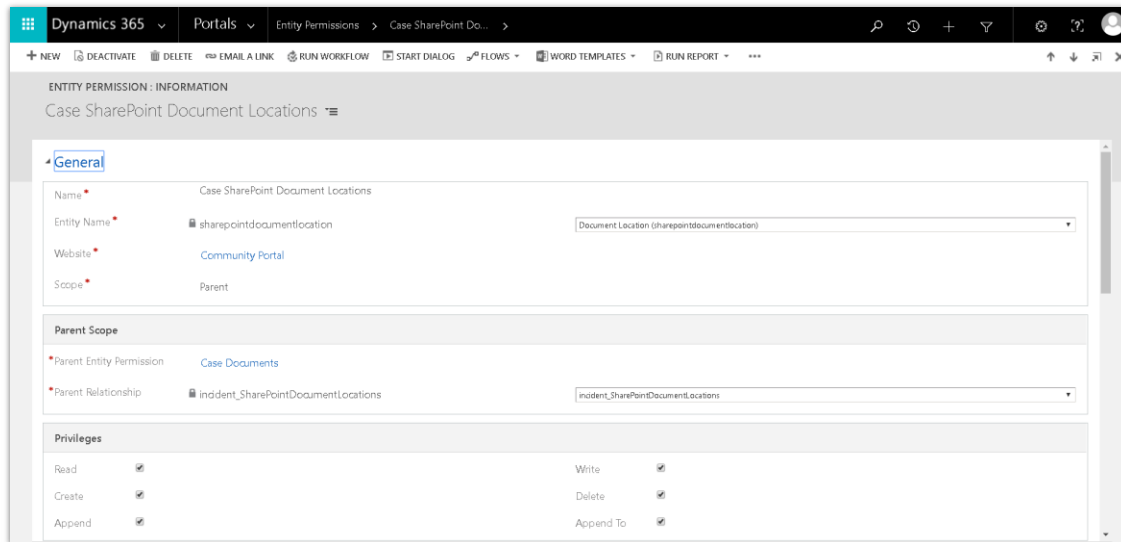 Dynamics 365 Portals Entity Permissions > Case SharePoint Do... >
+ NEW DEACTIVATE DELETE EMAIL A LINK RUN WORKFLOW START DIALOG FLOWS WORD TEMPLATES RUN REPORT ...
ENTITY PERMISSION : INFORMATION
Case SharePoint Document Locations
General
Name* Case SharePoint Document Locations
Entity Name* sharepointdocumentlocation Document Location (sharepointdocumentlocation)
Website* Community Portal
Scope* Parent
Parent Scope
*Parent Entity Permission Case Documents
*Parent Relationship incident_SharePointDocumentLocations incident_SharePointDocumentLocations
Privileges
Read Write
Create Delete
Append Append To